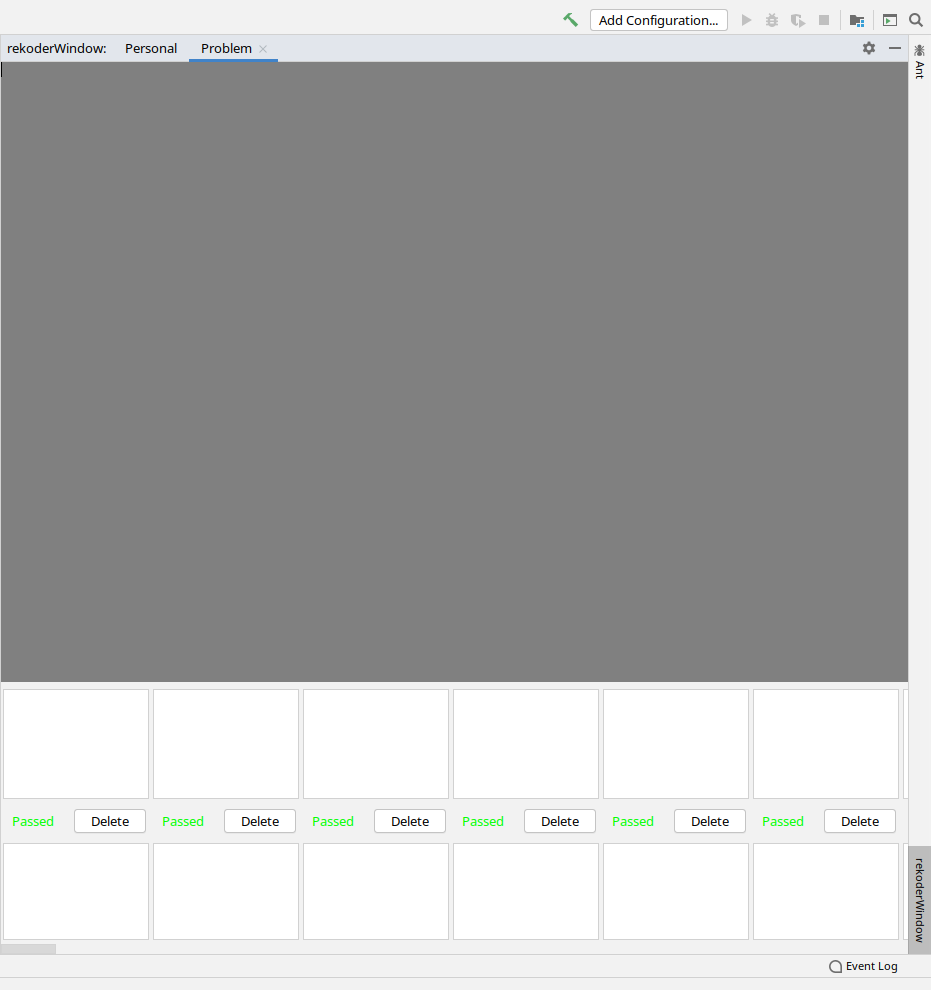 Add Configuration...
rekoderWindow: Personal Problem
Ant
Passed Delete Passed Delete Passed Delete Passed Delete Passed Delete Passed Delete
rekoderWindow
Event Log